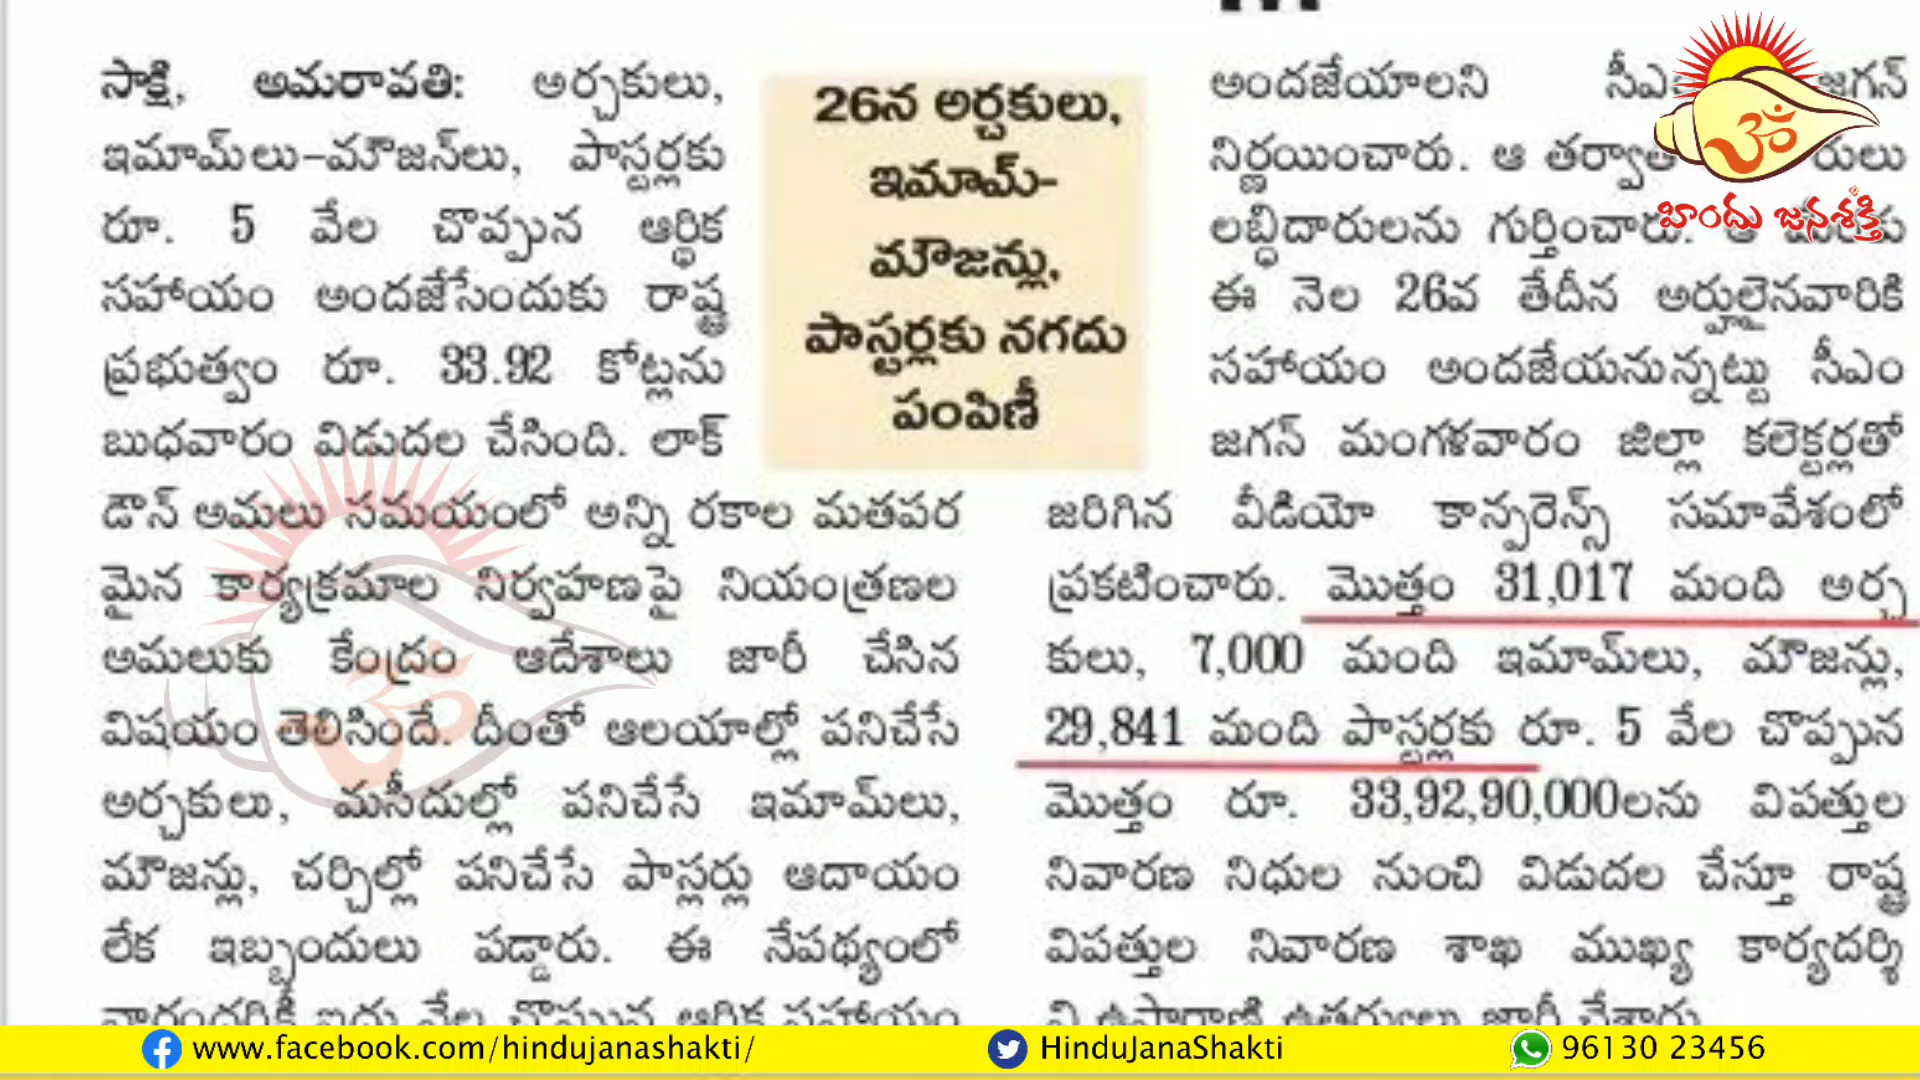 సాక్షి, అమరావతి: అర్చకులు,
ఇమామ్‌లు–మౌజన్‌లు, పాస్టర్లకు
రూ. 5 వేల చొప్పున ఆర్థిక
సహాయం అందజేసేందుకు రాష్ట్ర
ప్రభుత్వం రూ. 33.92 కోట్లను
బుధవారం విడుదల చేసింది. లాక్
డౌన్ అమలు సమయంలో అన్ని రకాల మతపర
మైన కార్యక్రమాల నిర్వహణపై నియంత్రణల
అమలుకు కేంద్రం ఆదేశాలు జారీ చేసిన
విషయం తెలిసిందే. దీంతో ఆలయాల్లో పనిచేసే
అర్చకులు, మసీదుల్లో పనిచేసే ఇమామ్‌లు,
మౌజన్లు, చర్చిల్లో పనిచేసే పాస్టర్లు ఆదాయం
లేక ఇబ్బందులు పడ్డారు. ఈ నేపథ్యంలో
26న అర్చకులు,
ఇమామ్-
మౌజన్లు,
పాస్టర్లకు నగదు
పంపిణీ
అందజేయాలని సీఎం జగన్
నిర్ణయించారు. ఆ తర్వాత
లబ్ధిదారులను గుర్తించారు. ఆ
ఈ నెల 26వ తేదీన అర్హులైనవారికి
సహాయం అందజేయనున్నట్టు సీఎం
జగన్ మంగళవారం జిల్లా కలెక్టర్లతో
జరిగిన వీడియో కాన్ఫరెన్స్ సమావేశంలో
ప్రకటించారు. మొత్తం 31,017 మంది అర్చ
కులు, 7,000 మంది ఇమామ్‌లు, మౌజన్లు,
29,841 మంది పాస్టర్లకు రూ. 5 వేల చొప్పున
మొత్తం రూ. 33,92,90,000లను విపత్తుల
నివారణ నిధుల నుంచి విడుదల చేస్తూ రాష్ట్ర
విపత్తుల నివారణ శాఖ ముఖ్య కార్యదర్శి
హిందు జనశక్తి
www.facebook.com/hindujanashakti/
HinduJanaShakti
96130 23456